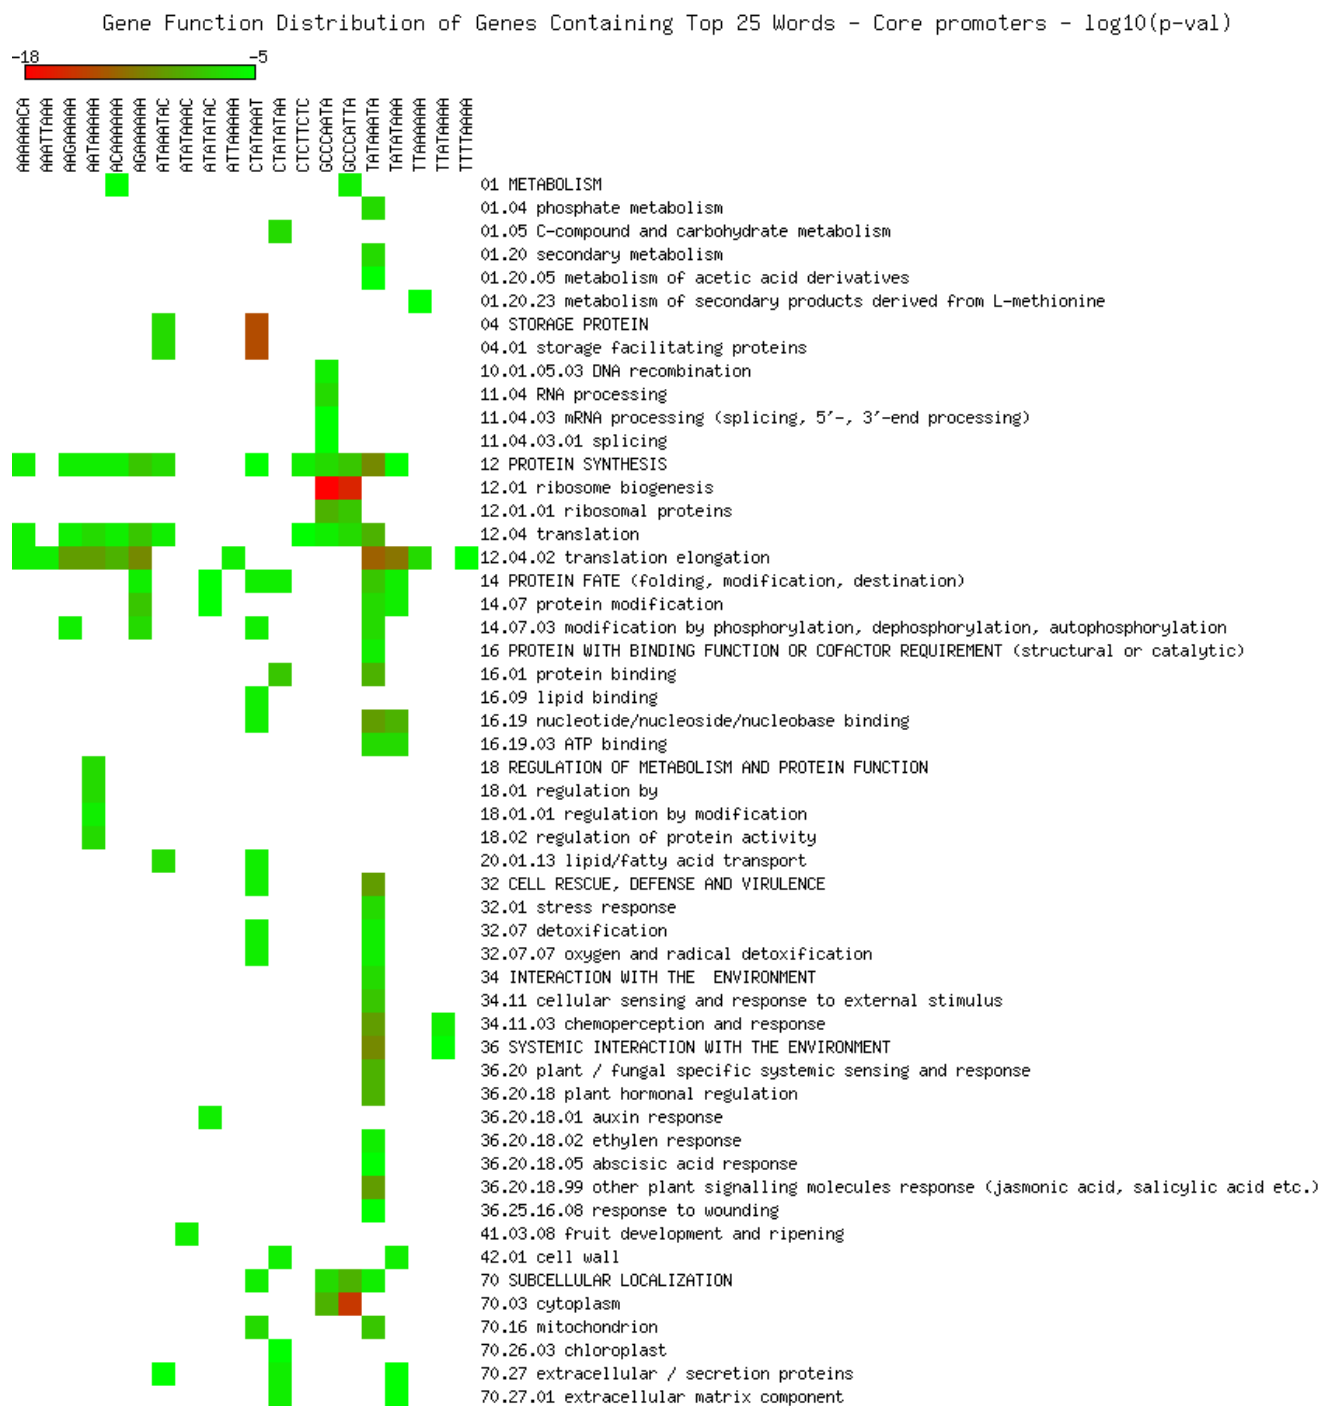 Gene Function Distribution of Genes Containing Top 25 Words - Core promoters - log10(p-val)
-18 -5
AAAAAACA
AAATTAAA
AAGAAAAA
AATAAAAA
ACAAAAAA
AGAAAAAA
ATAAATAC
ATATAAAC
ATATATAC
ATTAAAAA
CTATAAAT
CTATATAA
CTCTTCTC
GCCCAATA
GCCCATTA
TATAAATA
TATATAAA
TTAAAAAA
TTATAAAA
TTTTAAAA
01 METABOLISM
01.04 phosphate metabolism
01.05 C-compound and carbohydrate metabolism
01.20 secondary metabolism
01.20.05 metabolism of acetic acid derivatives
01.20.23 metabolism of secondary products derived from L-methionine
04 STORAGE PROTEIN
04.01 storage facilitating proteins
10.01.05.03 DNA recombination
11.04 RNA processing
11.04.03 mRNA processing (splicing, 5'-, 3'-end processing)
11.04.03.01 splicing
12 PROTEIN SYNTHESIS
12.01 ribosome biogenesis
12.01.01 ribosomal proteins
12.04 translation
12.04.02 translation elongation
14 PROTEIN FATE (folding, modification, destination)
14.07 protein modification
14.07.03 modification by phosphorylation, dephosphorylation, autophosphorylation
16 PROTEIN WITH BINDING FUNCTION OR COFACTOR REQUIREMENT (structural or catalytic)
16.01 protein binding
16.09 lipid binding
16.19 nucleotide/nucleoside/nucleobase binding
16.19.03 ATP binding
18 REGULATION OF METABOLISM AND PROTEIN FUNCTION
18.01 regulation by
18.01.01 regulation by modification
18.02 regulation of protein activity
20.01.13 lipid/fatty acid transport
32 CELL RESCUE, DEFENSE AND VIRULENCE
32.01 stress response
32.07 detoxification
32.07.07 oxygen and radical detoxification
34 INTERACTION WITH THE  ENVIRONMENT
34.11 cellular sensing and response to external stimulus
34.11.03 chemoperception and response
36 SYSTEMIC INTERACTION WITH THE ENVIRONMENT
36.20 plant / fungal specific systemic sensing and response
36.20.18 plant hormonal regulation
36.20.18.01 auxin response
36.20.18.02 ethylen response
36.20.18.05 abscisic acid response
36.20.18.99 other plant signalling molecules response (jasmonic acid, salicylic acid etc.)
36.25.16.08 response to wounding
41.03.08 fruit development and ripening
42.01 cell wall
70 SUBCELLULAR LOCALIZATION
70.03 cytoplasm
70.16 mitochondrion
70.26.03 chloroplast
70.27 extracellular / secretion proteins
70.27.01 extracellular matrix component